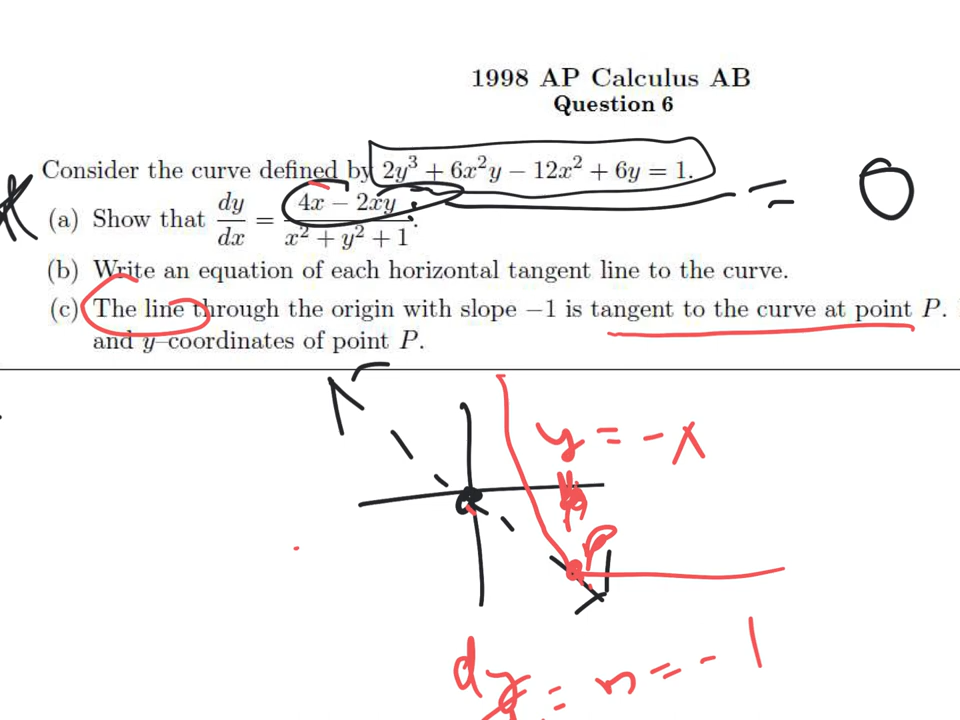 1998 AP Calculus AB
Question 6
Consider the curve defined by 2y³ + 6x²y − 12x² + 6y = 1.
= 0
(a) Show that dy/dx = (4x − 2xy)/(x² + y² + 1).
(b) Write an equation of each horizontal tangent line to the curve.
(c) The line through the origin with slope −1 is tangent to the curve at point P.
and y–coordinates of point P.
y = -x
P
dy = m = -1